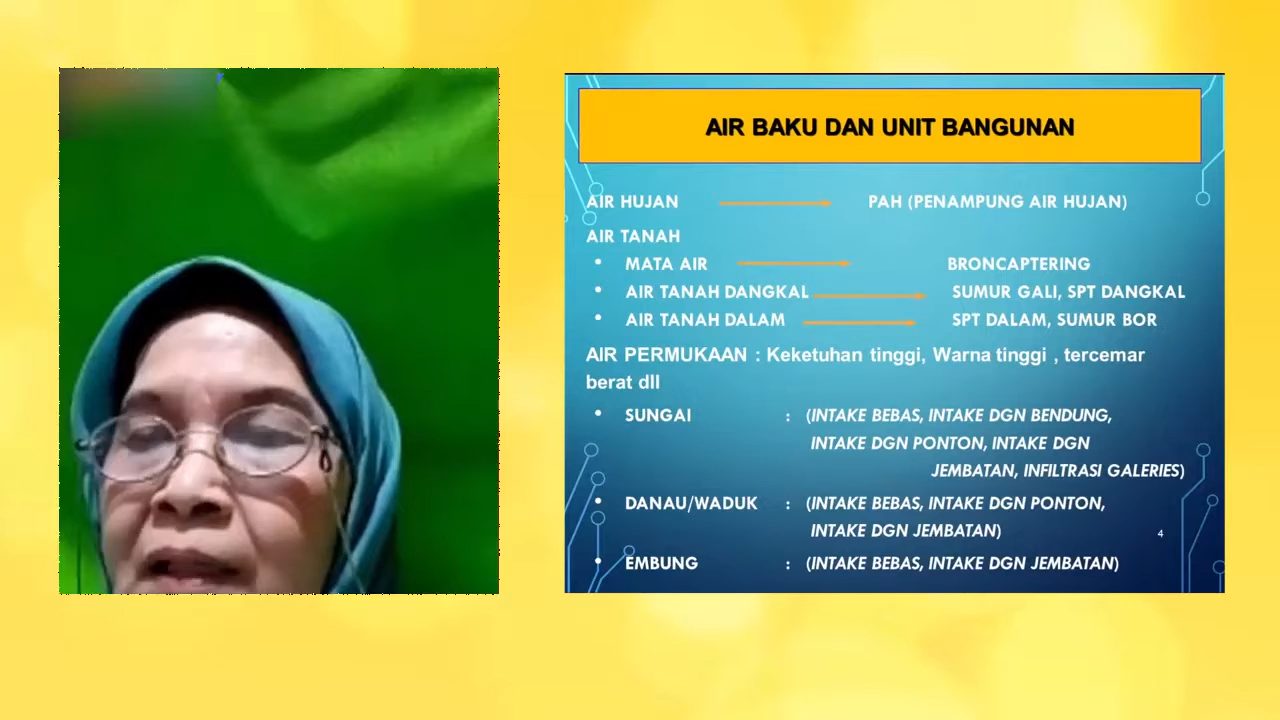 AIR BAKU DAN UNIT BANGUNAN
AIR HUJAN PAH (PENAMPUNG AIR HUJAN)
AIR TANAH
• MATA AIR BRONCAPTERING
• AIR TANAH DANGKAL SUMUR GALI, SPT DANGKAL
• AIR TANAH DALAM SPT DALAM, SUMUR BOR
AIR PERMUKAAN : Keketuhan tinggi, Warna tinggi , tercemar
berat dll
• SUNGAI : (INTAKE BEBAS, INTAKE DGN BENDUNG,
INTAKE DGN PONTON, INTAKE DGN
JEMBATAN, INFILTRASI GALERIES)
• DANAU/WADUK : (INTAKE BEBAS, INTAKE DGN PONTON,
INTAKE DGN JEMBATAN)
4
• EMBUNG : (INTAKE BEBAS, INTAKE DGN JEMBATAN)